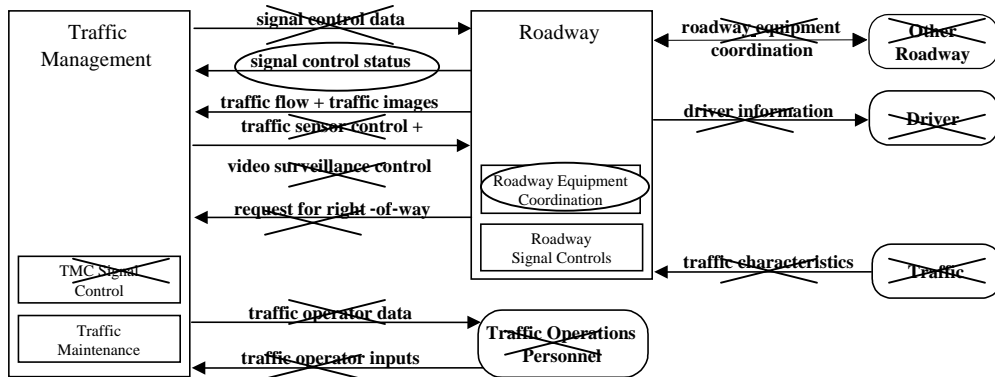 Traffic
Management
signal control data
signal control status
traffic flow + traffic images
traffic sensor control +
video surveillance control
request for right -of-way
TMC Signal
Control
Traffic
Maintenance
traffic operator data
traffic operator inputs
Roadway
Roadway Equipment
Coordination
Roadway
Signal Controls
Traffic Operations
Personnel
roadway equipment
coordination
driver information
traffic characteristics
Other
Roadway
Driver
Traffic